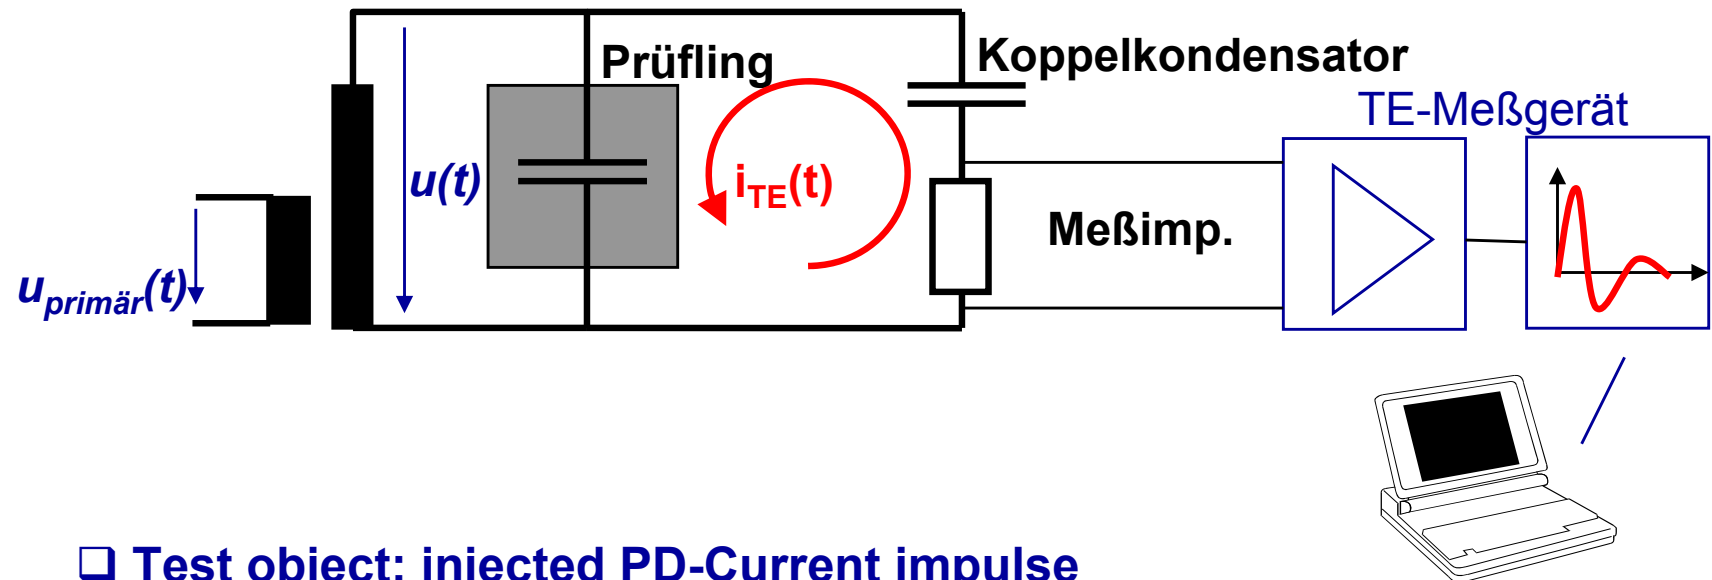 Prüfling
Koppelkondensator
TE-Meßgerät
u(t)
iTE(t)
Meßimp.
uprimär(t)
❑ Test object: injected PD-Current impulse